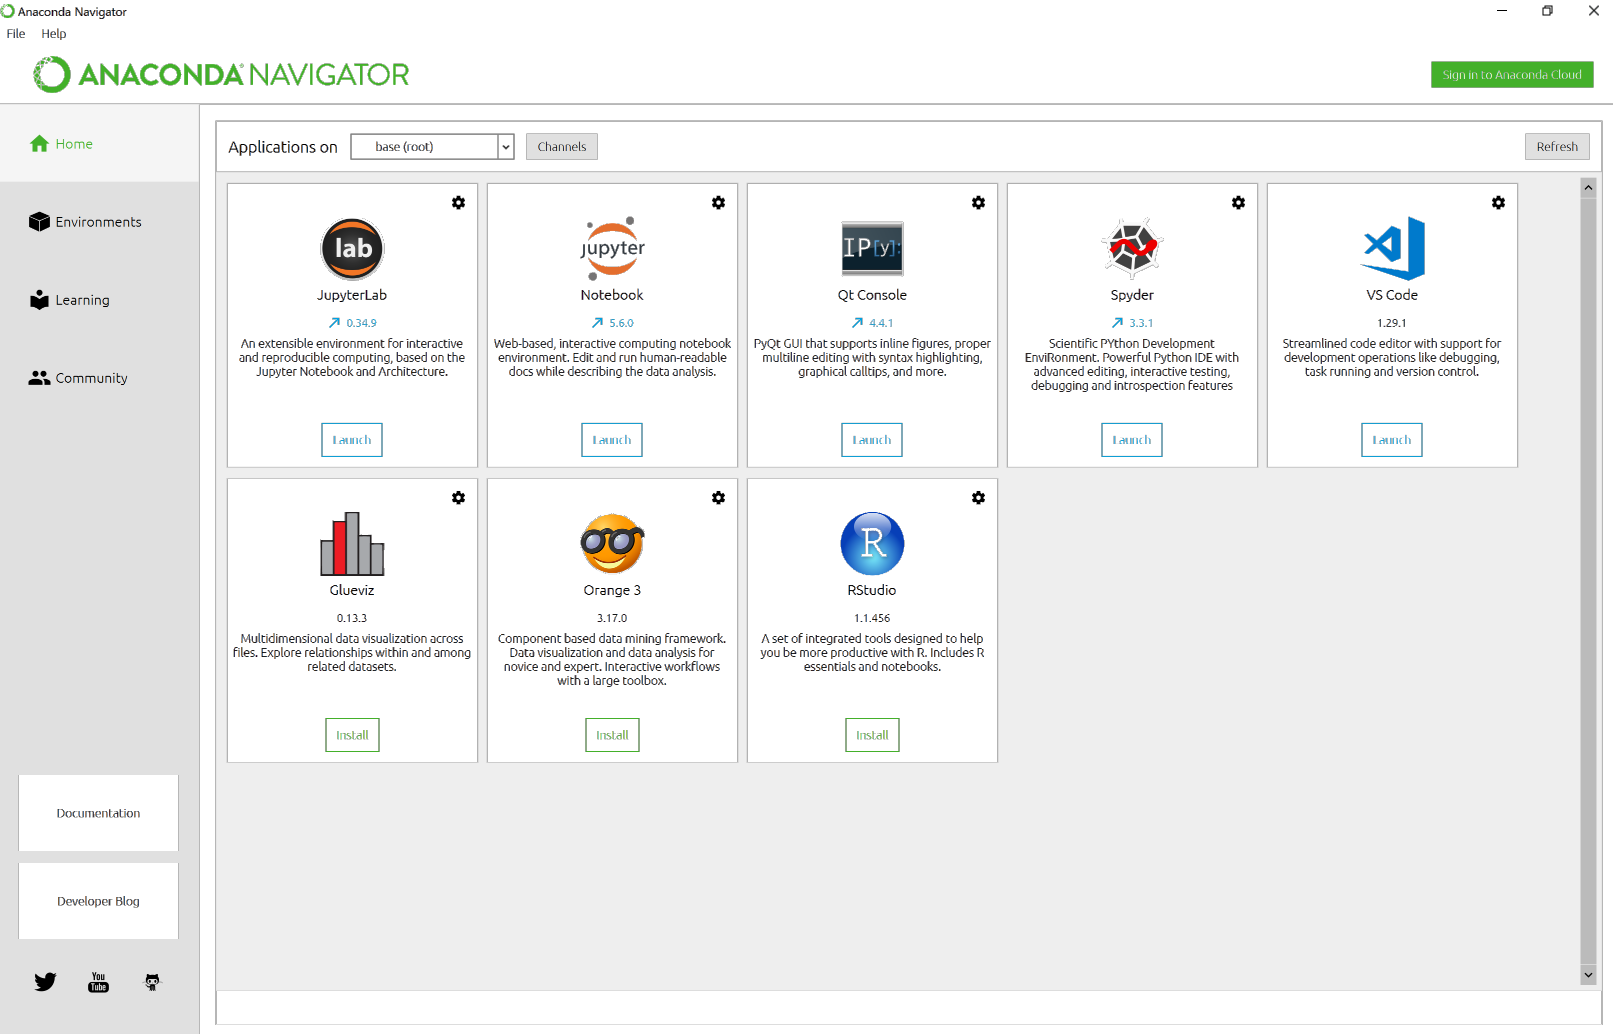 Anaconda Navigator
File Help
ANACONDA NAVIGATOR
Sign in to Anaconda Cloud
Home
Environments
Learning
Community
Documentation
Developer Blog
You
Tube
Applications on base (root) Channels Refresh
lab
JupyterLab
0.34.9
An extensible environment for interactive
and reproducible computing, based on the
Jupyter Notebook and Architecture.
Launch
jupyter
Notebook
5.6.0
Web-based, interactive computing notebook
environment. Edit and run human-readable
docs while describing the data analysis.
Launch
IP[y]:
Qt Console
4.4.1
PyQt GUI that supports inline figures, proper
multiline editing with syntax highlighting,
graphical calltips, and more.
Launch
Spyder
3.3.1
Scientific PYthon Development
EnviRonment. Powerful Python IDE with
advanced editing, interactive testing,
debugging and introspection features
Launch
VS Code
1.29.1
Streamlined code editor with support for
development operations like debugging,
task running and version control.
Launch
Glueviz
0.13.3
Multidimensional data visualization across
files. Explore relationships within and among
related datasets.
Install
Orange 3
3.17.0
Component based data mining framework.
Data visualization and data analysis for
novice and expert. Interactive workflows
with a large toolbox.
Install
R
RStudio
1.1.456
A set of integrated tools designed to help
you be more productive with R. Includes R
essentials and notebooks.
Install